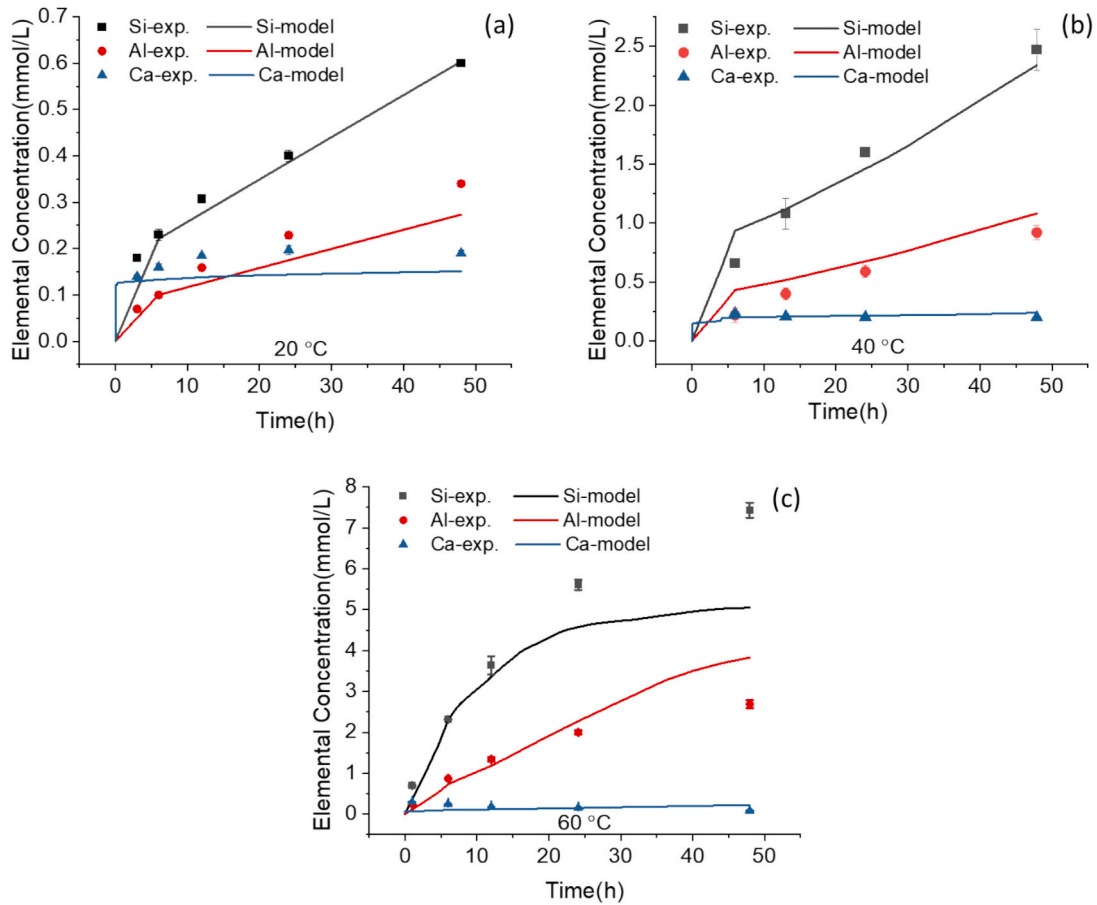 (a)
Si-exp. Si-model
Al-exp. Al-model
Ca-exp. Ca-model
Elemental Concentration(mmol/L)
0.7
0.6
0.5
0.4
0.3
0.2
0.1
0.0
20 °C
0 10 20 30 40 50
Time(h)
(b)
Si-exp. Si-model
Al-exp. Al-model
Ca-exp. Ca-model
Elemental Concentration(mmol/L)
2.5
2.0
1.5
1.0
0.5
0.0
40 °C
0 10 20 30 40 50
Time(h)
(c)
Si-exp. Si-model
Al-exp. Al-model
Ca-exp. Ca-model
Elemental Concentration(mmol/L)
8
7
6
5
4
3
2
1
0
60 °C
0 10 20 30 40 50
Time(h)